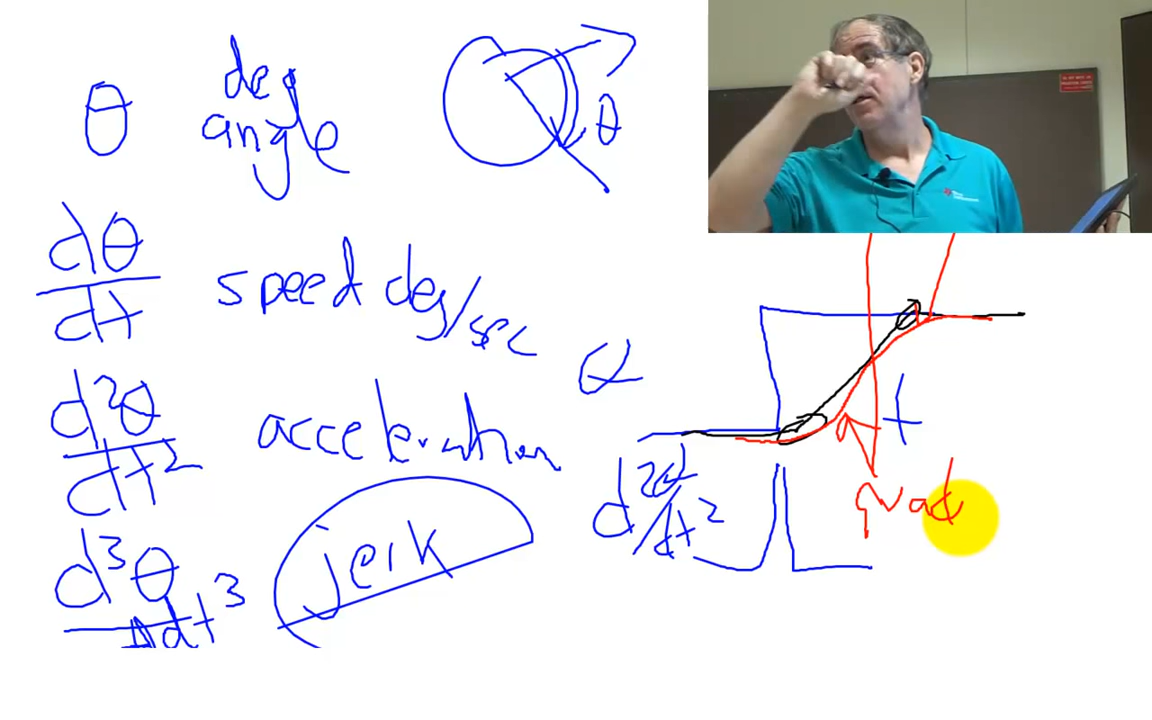 θ deg
angle
θ
dθ
dt
speed deg/sec
d²θ
dt²
acceleration
d³θ
dt³
jerk
θ
t
d²θ/dt²
quad